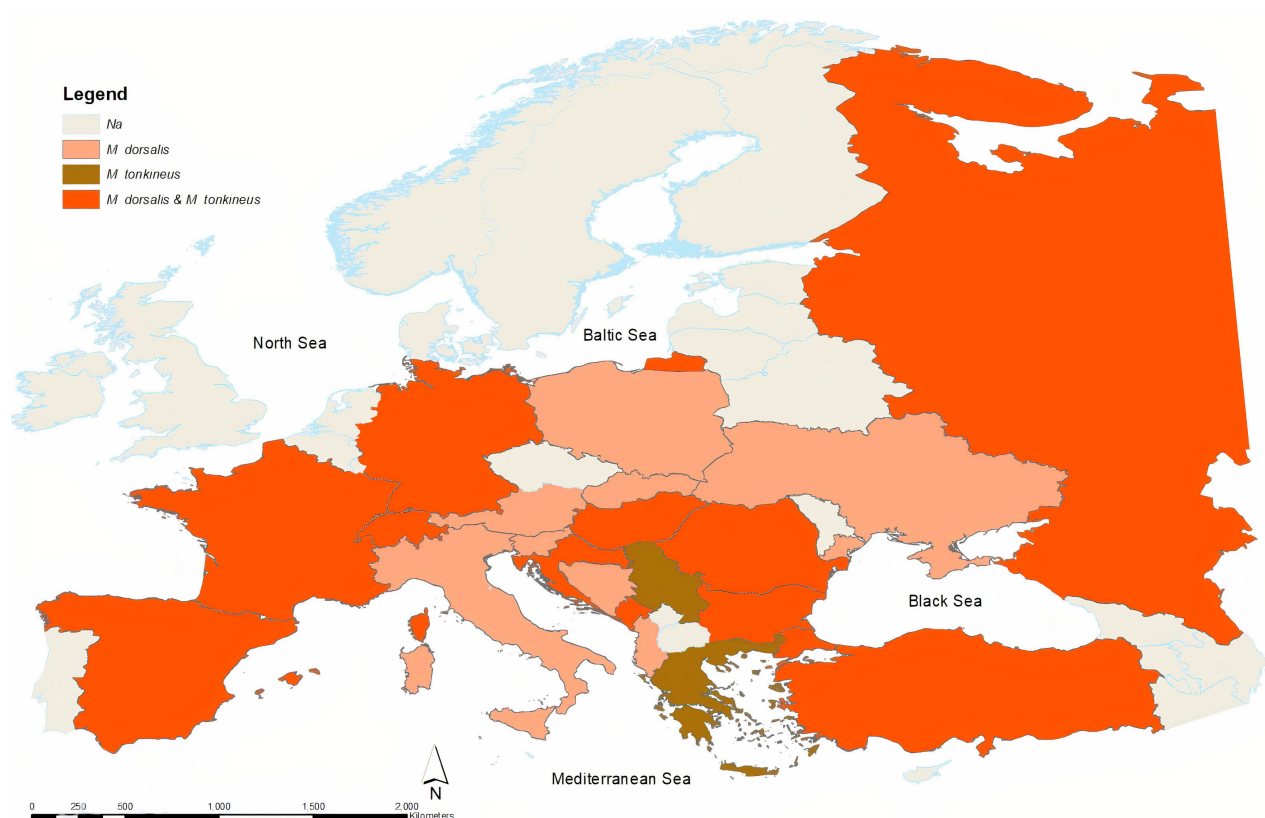 Legend
Na
M dorsalis
M tonkineus
M dorsalis & M tonkineus
North Sea
Baltic Sea
Black Sea
Mediterranean Sea
N
0 250 500 1,000 1,500 2,000
Kilometers